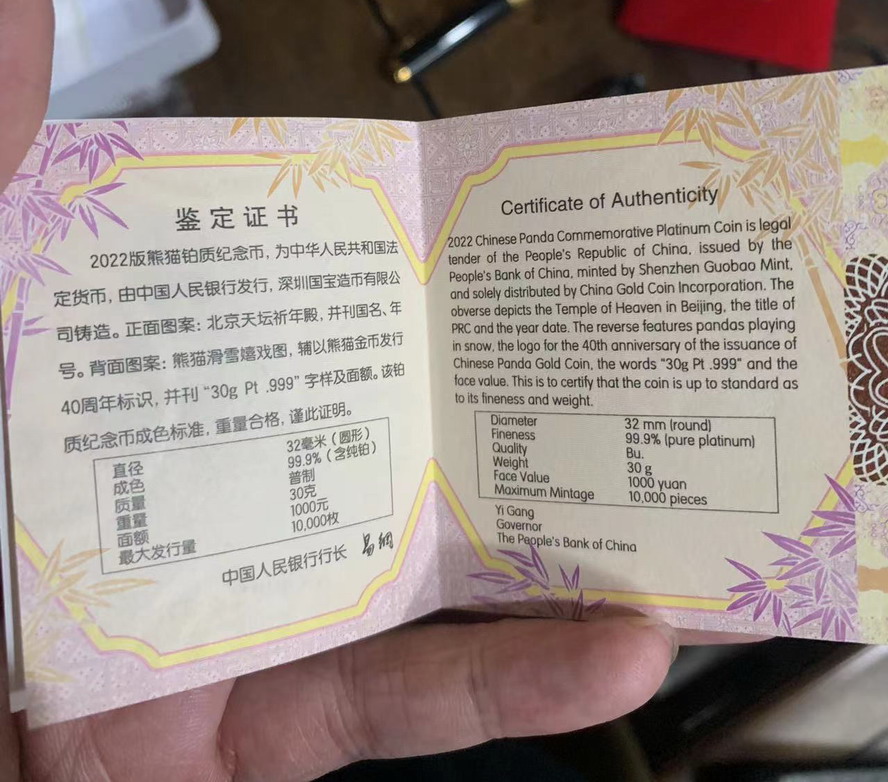 鉴定证书
2022版熊猫铂质纪念币，为中华人民共和国法
定货币，由中国人民银行发行，深圳国宝造币有限公
司铸造。正面图案：北京天坛祈年殿，并刊国名、年
号。背面图案：熊猫滑雪嬉戏图，辅以熊猫金币发行
40周年标识，并刊“30g Pt .999”字样及面额。该铂
质纪念币成色标准，重量合格，谨此证明。
直径 32毫米（圆形）
成色 99.9%（含纯铂）
质量 普制
重量 30克
面额 1000元
最大发行量 10,000枚
中国人民银行行长 易纲
Certificate of Authenticity
2022 Chinese Panda Commemorative Platinum Coin is legal
tender of the People's Republic of China, issued by the
People's Bank of China, minted by Shenzhen Guobao Mint,
and solely distributed by China Gold Coin Incorporation. The
obverse depicts the Temple of Heaven in Beijing, the title of
PRC and the year date. The reverse features pandas playing
in snow, the logo for the 40th anniversary of the issuance of
Chinese Panda Gold Coin, the words "30g Pt .999" and the
face value. This is to certify that the coin is up to standard as
to its fineness and weight.
Diameter 32 mm (round)
Fineness 99.9% (pure platinum)
Quality Bu.
Weight 30 g
Face Value 1000 yuan
Maximum Mintage 10,000 pieces
Yi Gang
Governor
The People's Bank of China